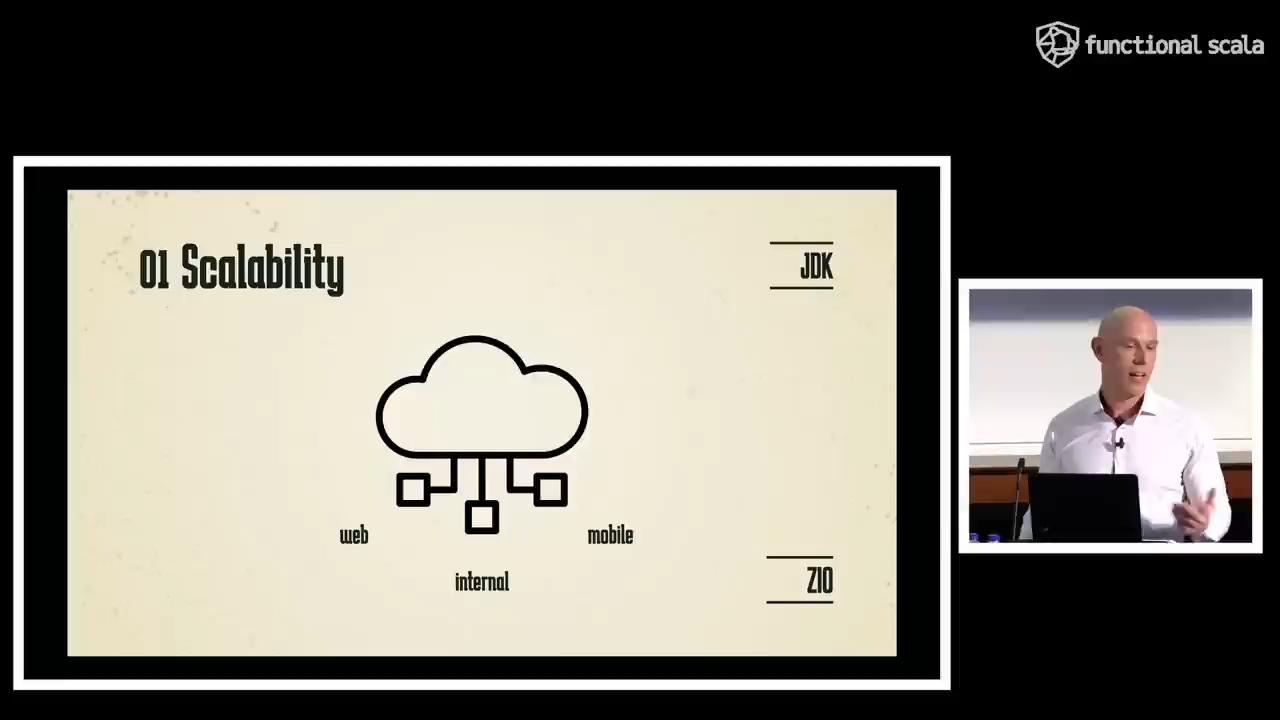 functional scala
01 Scalability
JDK
web
mobile
internal
ZIO